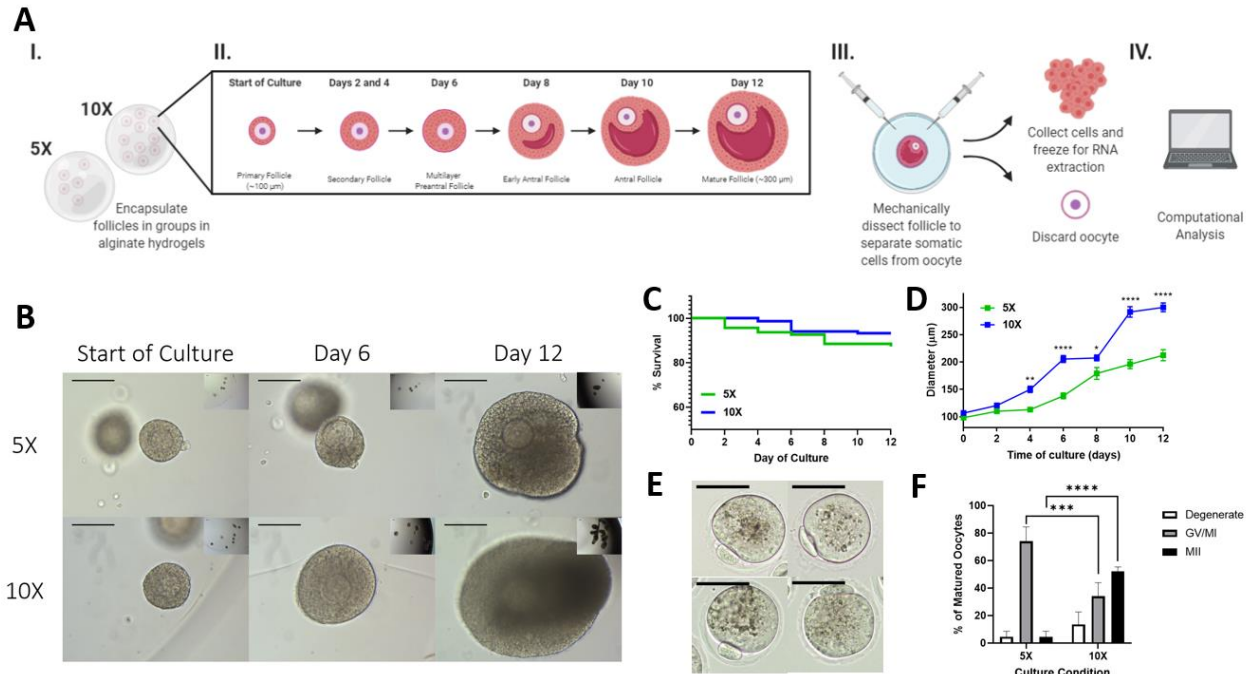 A
I.
II.
III.
IV.
10X
5X
Encapsulate
follicles in groups in
alginate hydrogels
Start of Culture
Days 2 and 4
Day 6
Day 8
Day 10
Day 12
Primary Follicle
(~100 μm)
Secondary Follicle
Multilayer
Preantral Follicle
Early Antral Follicle
Antral Follicle
Mature Follicle (~300 μm)
Mechanically
dissect follicle to
separate somatic
cells from oocyte
Collect cells and
freeze for RNA
extraction
Discard oocyte
Computational
Analysis
B
Start of Culture
Day 6
Day 12
5X
10X
C
% Survival
100
80
60
5X
10X
0 2 4 6 8 10 12
Day of Culture
D
Diameter (μm)
300
250
200
150
100
5X
10X
** **** * **** ****
0 2 4 6 8 10 12
Time of culture (days)
E
F
% of Matured Oocytes
100
80
60
40
20
0
****
***
Degenerate
GV/MI
MII
5X 10X
Culture Condition